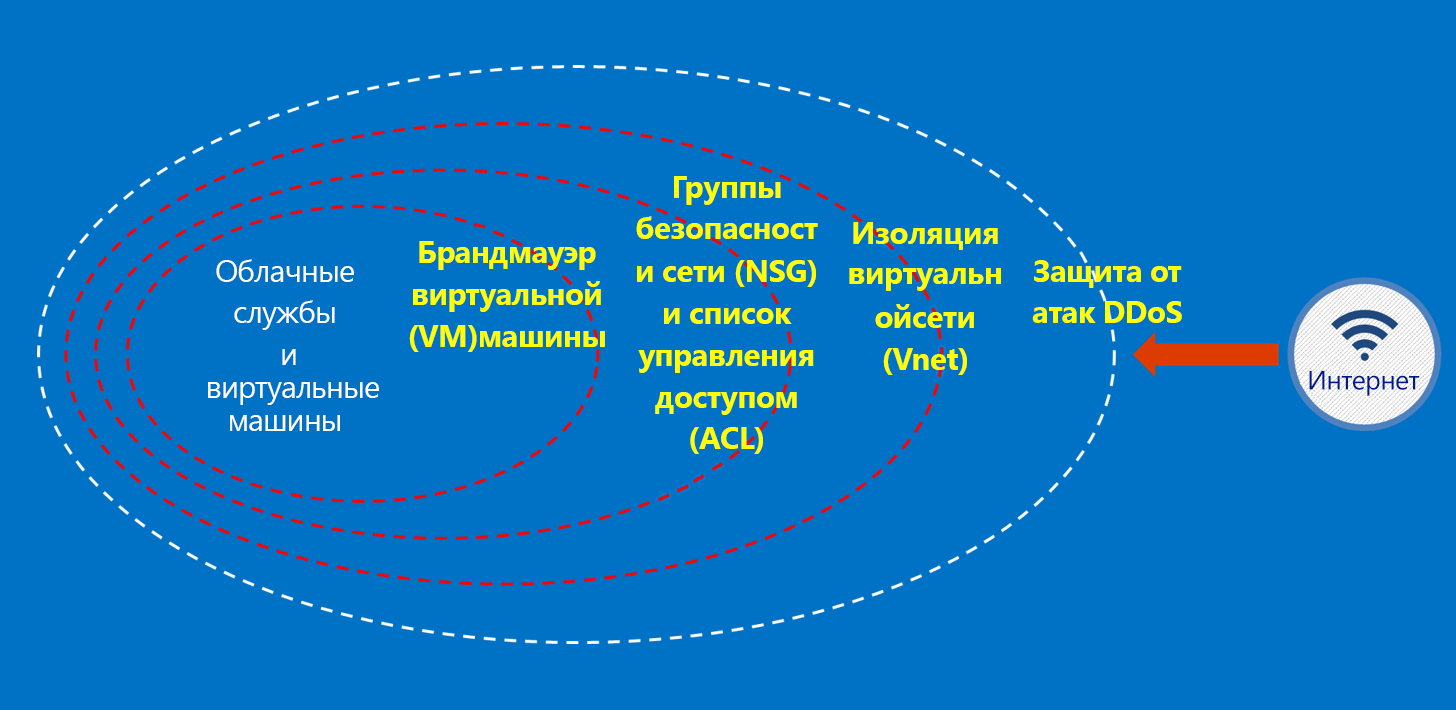 Облачные
службы
и
виртуальные
машины
Брандмауэр
виртуальной
(VM)машины
Группы
безопасност
и сети (NSG)
и список
управления
доступом
(ACL)
Изоляция
виртуальн
ойсети
(Vnet)
Защита от
атак DDoS
Интернет